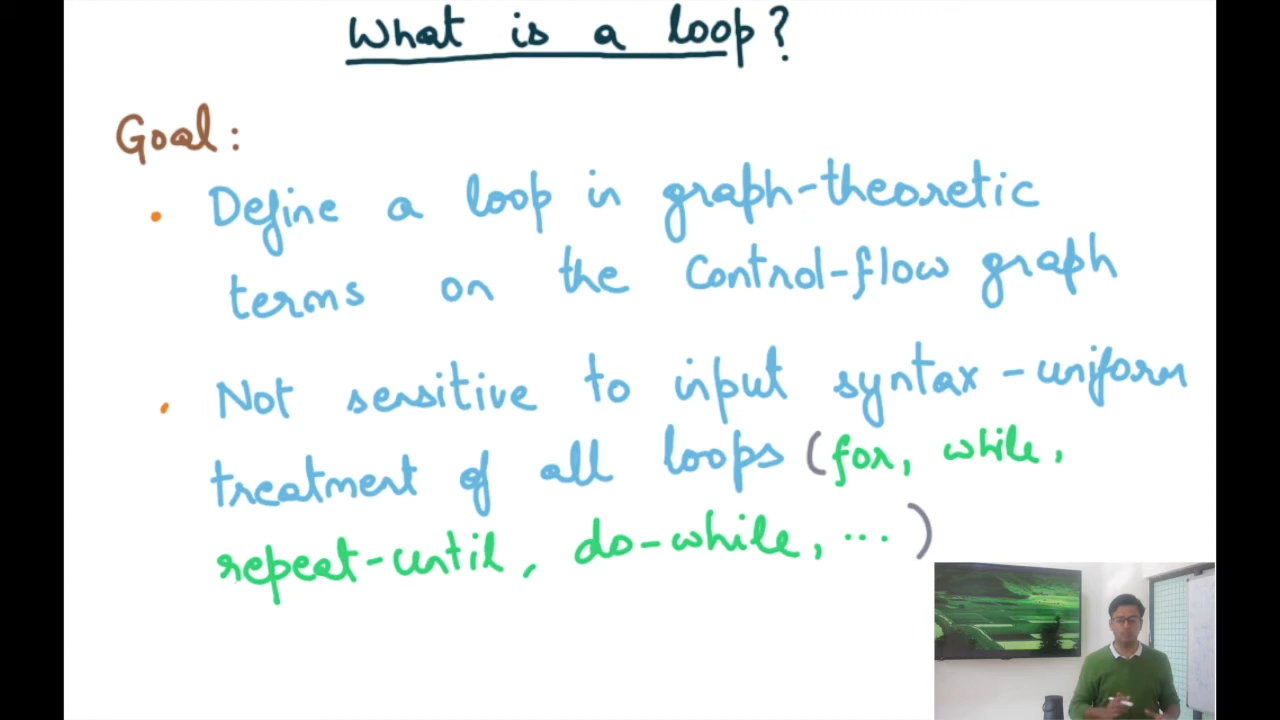 What is a loop?
Goal:
• Define a loop in graph-theoretic
terms on the control-flow graph
• Not sensitive to input syntax - uniform
treatment of all loops (for, while,
repeat-until, do-while, ... )